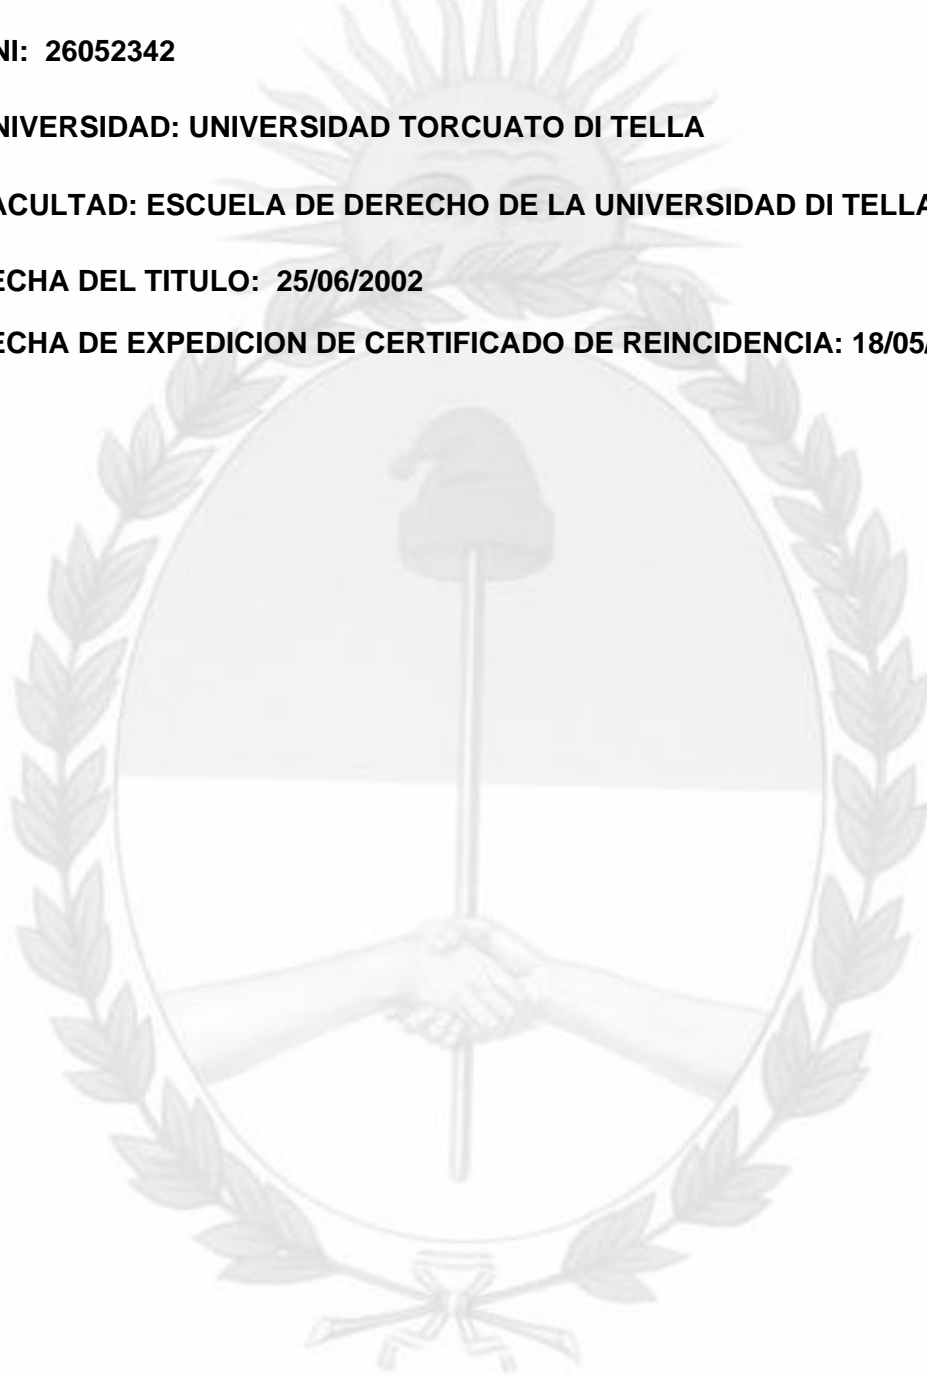 NI: 26052342
NIVERSIDAD: UNIVERSIDAD TORCUATO DI TELLA
ACULTAD: ESCUELA DE DERECHO DE LA UNIVERSIDAD DI TELLA
ECHA DEL TITULO: 25/06/2002
ECHA DE EXPEDICION DE CERTIFICADO DE REINCIDENCIA: 18/05/